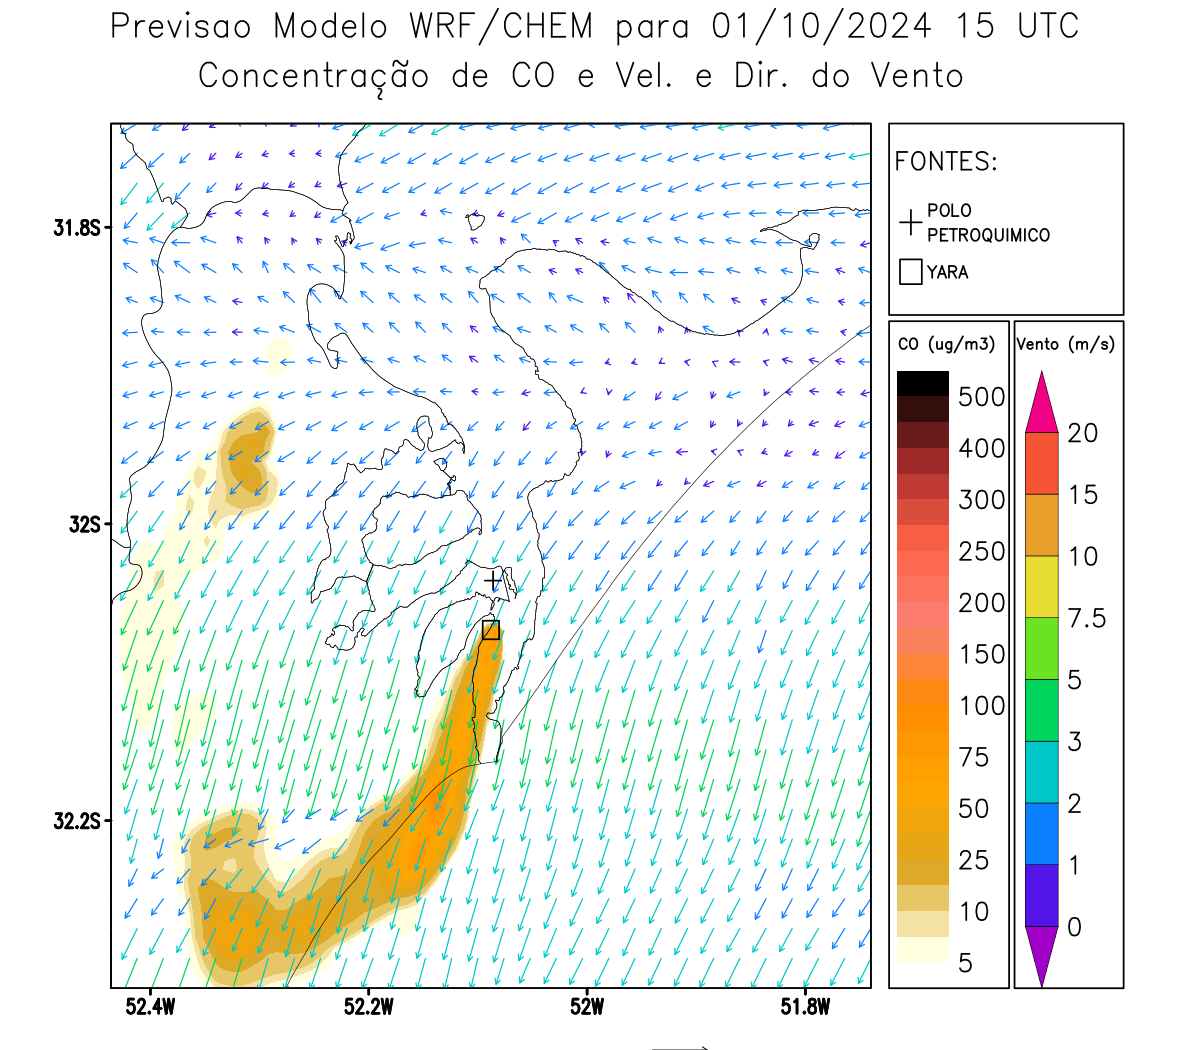 Previsao Modelo WRF/CHEM para 01/10/2024 15 UTC
Concentração de CO e Vel. e Dir. do Vento
FONTES:
POLO
PETROQUIMICO
YARA
31.8S
32S
32.2S
52.4W
52.2W
52W
51.8W
CO (ug/m3)
500
400
300
250
200
150
100
75
50
25
10
5
Vento (m/s)
20
15
10
7.5
5
3
2
1
0